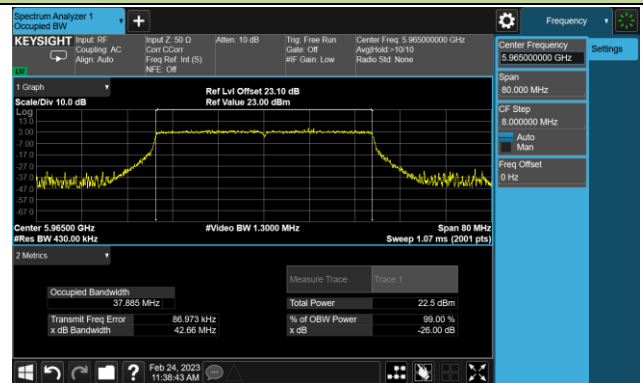 Spectrum Analyzer 1
Occupied BW
+
Frequency
KEYSIGHT
Input: RF
Coupling: AC
Align: Auto
Input Z: 50 Ω
Corr CCorr
Freq Ref: Int (S)
NFE: Off
Atten: 10 dB
Trig: Free Run
Gate: Off
#IF Gain: Low
Center Freq: 5.965000000 GHz
Avg|Hold:>10/10
Radio Std: None
Center Frequency
5.965000000 GHz
Settings
Span
80.000 MHz
CF Step
8.000000 MHz
Auto
Man
Freq Offset
0 Hz
1 Graph
Scale/Div 10.0 dB
Ref Lvl Offset 23.10 dB
Ref Value 23.00 dBm
Log
13.0
3.00
-7.00
-17.0
-27.0
-37.0
-47.0
-57.0
-67.0
Center 5.96500 GHz
#Res BW 430.00 kHz
#Video BW 1.3000 MHz
Span 80 MHz
Sweep 1.07 ms (2001 pts)
2 Metrics
Measure Trace
Trace 1
Occupied Bandwidth
37.885 MHz
Total Power
22.5 dBm
Transmit Freq Error
86.973 kHz
% of OBW Power
99.00 %
x dB Bandwidth
42.66 MHz
x dB
-26.00 dB
?
Feb 24, 2023
11:38:43 AM